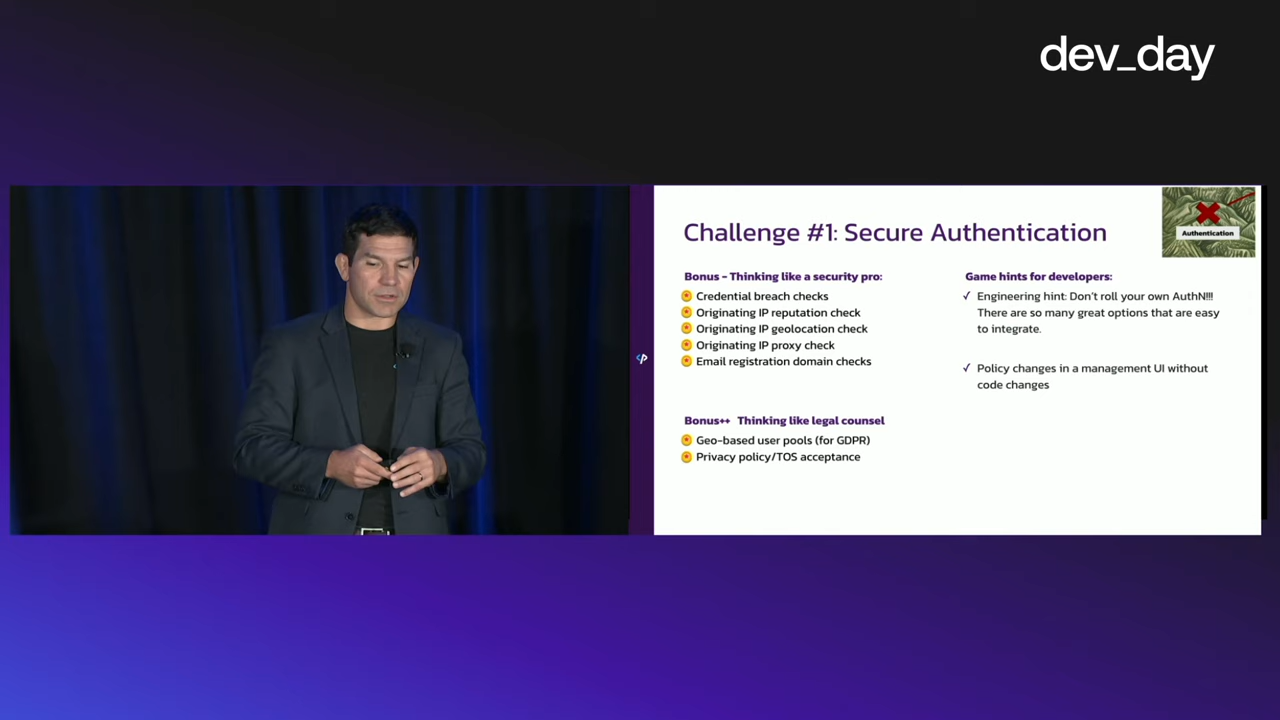 dev_day
Authentication
Challenge #1: Secure Authentication
Bonus - Thinking like a security pro:
Credential breach checks
Originating IP reputation check
Originating IP geolocation check
Originating IP proxy check
Email registration domain checks
Bonus++ Thinking like legal counsel
Geo-based user pools (for GDPR)
Privacy policy/TOS acceptance
Game hints for developers:
✓ Engineering hint: Don't roll your own AuthN!!!
There are so many great options that are easy
to integrate.
✓ Policy changes in a management UI without
code changes